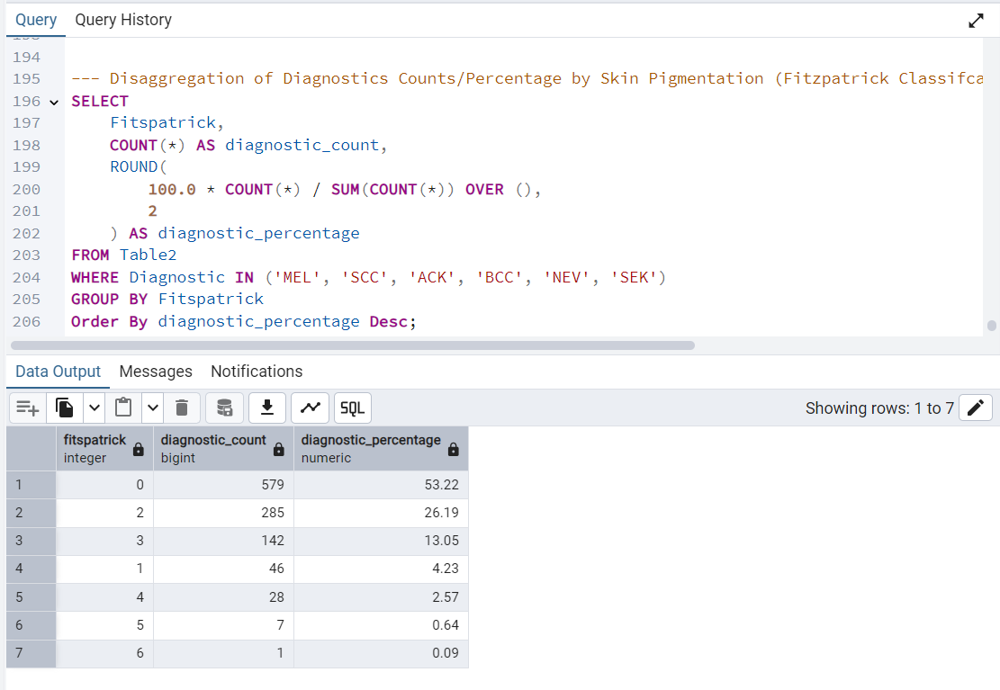 Query Query History
194
195 --- Disaggregation of Diagnostics Counts/Percentage by Skin Pigmentation (Fitzpatrick Classifca
196 SELECT
197 Fitspatrick,
198 COUNT(*) AS diagnostic_count,
199 ROUND(
200 100.0 * COUNT(*) / SUM(COUNT(*)) OVER (),
201 2
202 ) AS diagnostic_percentage
203 FROM Table2
204 WHERE Diagnostic IN ('MEL', 'SCC', 'ACK', 'BCC', 'NEV', 'SEK')
205 GROUP BY Fitspatrick
206 Order By diagnostic_percentage Desc;
Data Output Messages Notifications
SQL Showing rows: 1 to 7
fitspatrick diagnostic_count diagnostic_percentage
integer bigint numeric
1 0 579 53.22
2 2 285 26.19
3 3 142 13.05
4 1 46 4.23
5 4 28 2.57
6 5 7 0.64
7 6 1 0.09